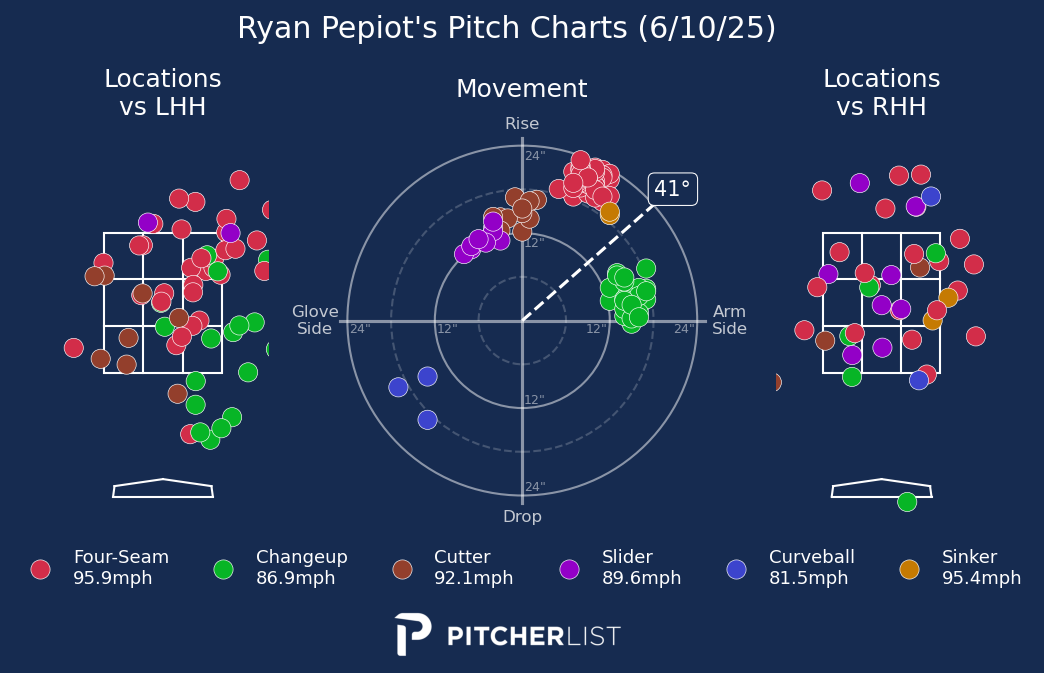 Ryan Pepiot's Pitch Charts (6/10/25)
Locations
vs LHH
Movement
Locations
vs RHH
Rise
24"
41°
12"
Glove
Side
24"
12"
12"
24"
Arm
Side
12"
24"
Drop
Four-Seam
95.9mph
Changeup
86.9mph
Cutter
92.1mph
Slider
89.6mph
Curveball
81.5mph
Sinker
95.4mph
PITCHERLIST